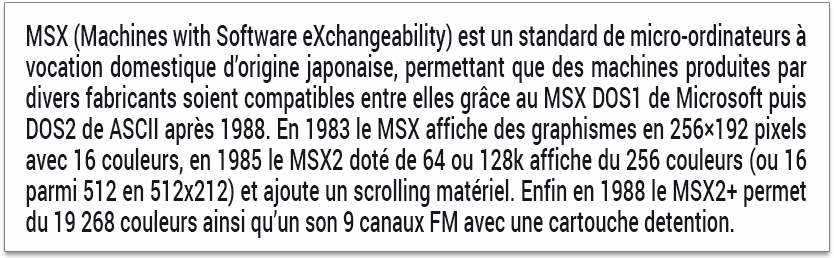 MSX (Machines with Software eXchangeability) est un standard de micro-ordinateurs à
vocation domestique d’origine japonaise, permettant que des machines produites par
divers fabricants soient compatibles entre elles grâce au MSX DOS1 de Microsoft puis
DOS2 de ASCII après 1988. En 1983 le MSX affiche des graphismes en 256×192 pixels
avec 16 couleurs, en 1985 le MSX2 doté de 64 ou 128k affiche du 256 couleurs (ou 16
parmi 512 en 512x212) et ajoute un scrolling matériel. Enfin en 1988 le MSX2+ permet
du 19 268 couleurs ainsi qu’un son 9 canaux FM avec une cartouche detention.